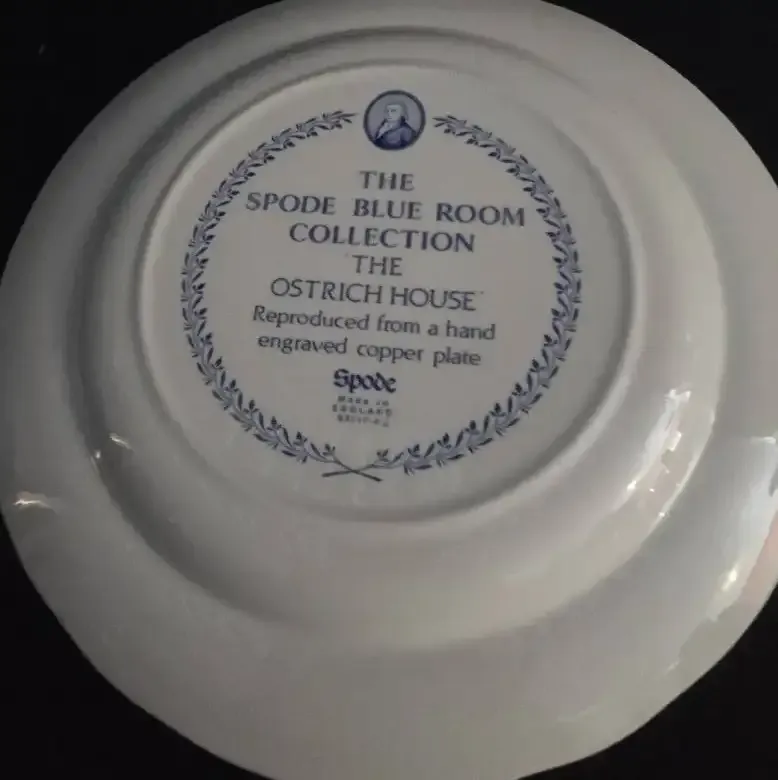 THE
SPODE BLUE ROOM
COLLECTION
THE
OSTRICH HOUSE
Reproduced from a hand
engraved copper plate
Spode
MADE IN
ENGLAND